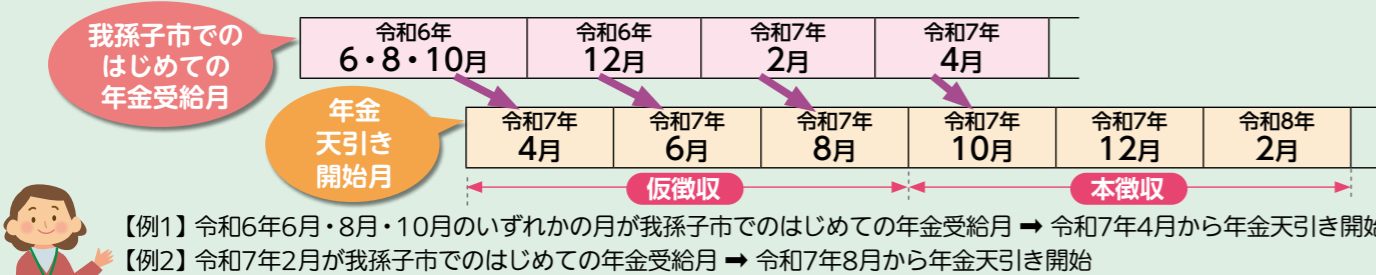 我孫子市での
はじめての
年金受給月
令和6年
6・8・10月
令和6年
12月
令和7年
2月
令和7年
4月
年金
天引き
開始月
令和7年
4月
令和7年
6月
令和7年
8月
令和7年
10月
令和7年
12月
令和8年
2月
仮徴収
本徴収
【例1】令和6年6月・8月・10月のいずれかの月が我孫子市でのはじめての年金受給月 ➡ 令和7年4月から年金天引き開始
【例2】令和7年2月が我孫子市でのはじめての年金受給月 ➡ 令和7年8月から年金天引き開始